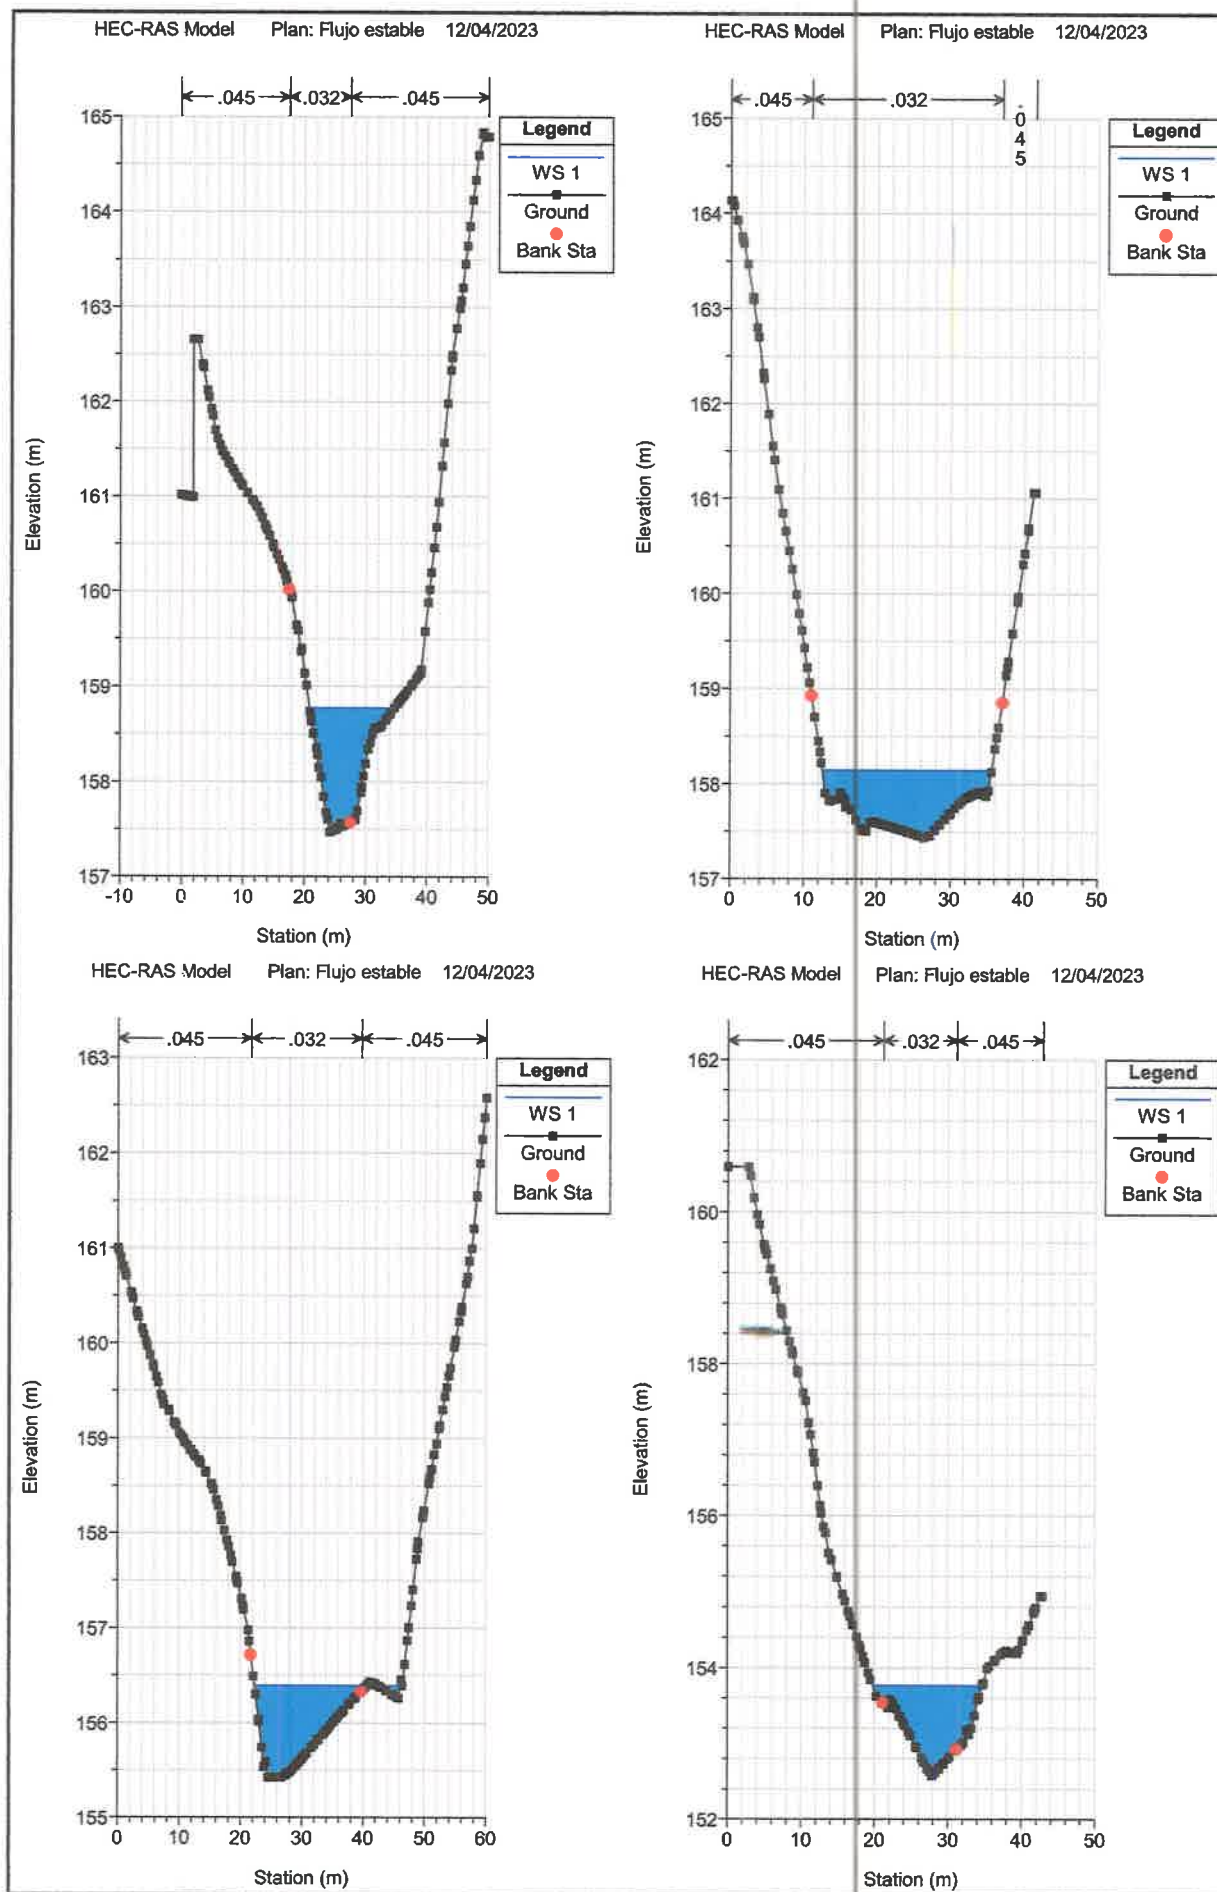 HEC-RAS Model Plan: Flujo estable 12/04/2023
.045 .032 .045
165
164
163
162
161
160
159
158
157
Elevation (m)
-10 0 10 20 30 40 50
Station (m)
Legend
WS 1
Ground
Bank Sta
HEC-RAS Model Plan: Flujo estable 12/04/2023
.045 .032
.
0
4
5
165
164
163
162
161
160
159
158
157
Elevation (m)
0 10 20 30 40 50
Station (m)
Legend
WS 1
Ground
Bank Sta
HEC-RAS Model Plan: Flujo estable 12/04/2023
.045 .032 .045
163
162
161
160
159
158
157
156
155
Elevation (m)
0 10 20 30 40 50 60
Station (m)
Legend
WS 1
Ground
Bank Sta
HEC-RAS Model Plan: Flujo estable 12/04/2023
.045 .032 .045
162
160
158
156
154
152
Elevation (m)
0 10 20 30 40 50
Station (m)
Legend
WS 1
Ground
Bank Sta